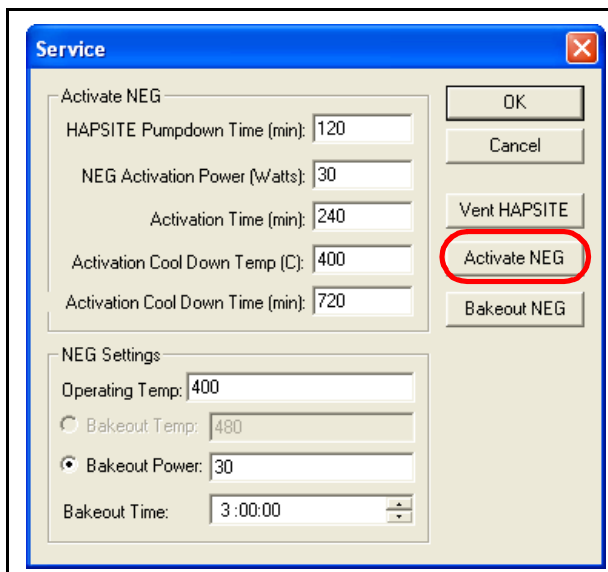 Service
Activate NEG
HAPSITE Pumpdown Time (min): 120
NEG Activation Power (Watts): 30
Activation Time (min): 240
Activation Cool Down Temp (C): 400
Activation Cool Down Time (min): 720
NEG Settings
Operating Temp: 400
Bakeout Temp: 480
Bakeout Power: 30
Bakeout Time: 3:00:00
OK
Cancel
Vent HAPSITE
Activate NEG
Bakeout NEG